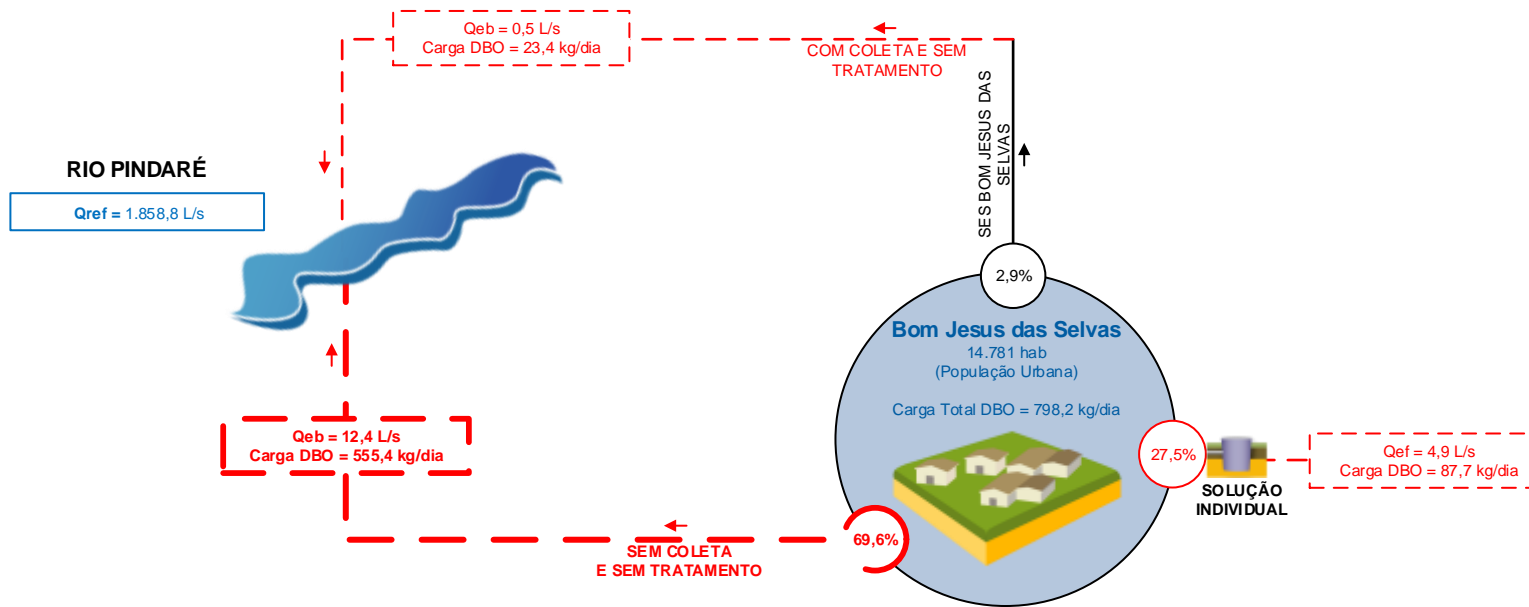 Qeb = 0,5 L/s
Carga DBO = 23,4 kg/dia
COM COLETA E SEM
TRATAMENTO
SES BOM JESUS DAS
SELVAS
RIO PINDARÉ
Qref = 1.858,8 L/s
2,9%
Bom Jesus das Selvas
14.781 hab
(População Urbana)
Carga Total DBO = 798,2 kg/dia
Qeb = 12,4 L/s
Carga DBO = 555,4 kg/dia
27,5%
Qef = 4,9 L/s
Carga DBO = 87,7 kg/dia
SOLUÇÃO
INDIVIDUAL
69,6%
SEM COLETA
E SEM TRATAMENTO